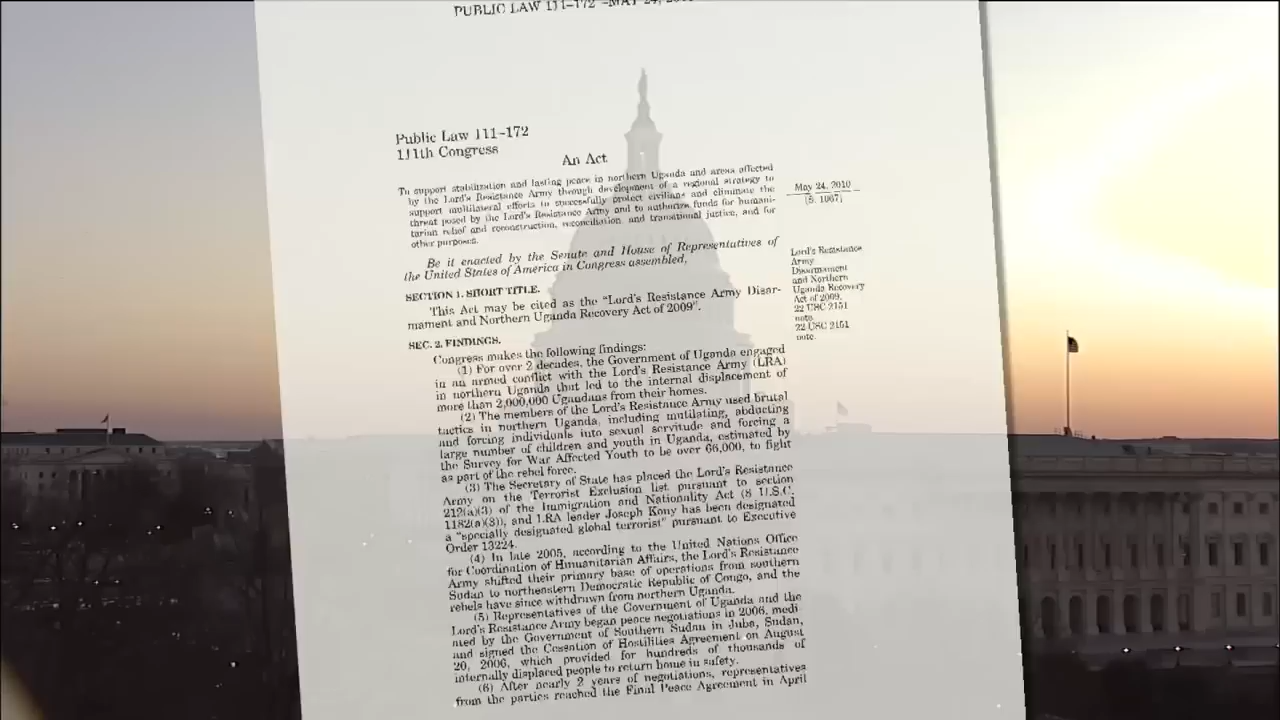 PUBLIC LAW 111–172—MAY 24,
Public Law 111–172
111th Congress
An Act
To support stabilization and lasting peace in northern Uganda and areas affected
by the Lord's Resistance Army through development of a regional strategy to
support multilateral efforts to successfully protect civilians and eliminate the
threat posed by the Lord's Resistance Army and to authorize funds for humani-
tarian relief and reconstruction, reconciliation, and transitional justice, and for
other purposes.
May 24, 2010
(S. 1067)
Be it enacted by the Senate and House of Representatives of
the United States of America in Congress assembled,
SECTION 1. SHORT TITLE.
This Act may be cited as the "Lord's Resistance Army Disar-
mament and Northern Uganda Recovery Act of 2009".
Lord's Resistance
Army
Disarmament
and Northern
Uganda Recovery
Act of 2009.
22 USC 2151
note.
22 USC 2151
note.
SEC. 2. FINDINGS.
Congress makes the following findings:
(1) For over 2 decades, the Government of Uganda engaged
in an armed conflict with the Lord's Resistance Army (LRA)
in northern Uganda that led to the internal displacement of
more than 2,000,000 Ugandans from their homes.
(2) The members of the Lord's Resistance Army used brutal
tactics in northern Uganda, including mutilating, abducting
and forcing individuals into sexual servitude and forcing a
large number of children and youth in Uganda, estimated by
the Survey for War Affected Youth to be over 66,000, to fight
as part of the rebel force.
(3) The Secretary of State has placed the Lord's Resistance
Army on the Terrorist Exclusion list pursuant to section
212(a)(3) of the Immigration and Nationality Act (8 U.S.C.
1182(a)(3)), and LRA leader Joseph Kony has been designated
a "specially designated global terrorist" pursuant to Executive
Order 13224.
(4) In late 2005, according to the United Nations Office
for Coordination of Humanitarian Affairs, the Lord's Resistance
Army shifted their primary base of operations from southern
Sudan to northeastern Democratic Republic of Congo, and the
rebels have since withdrawn from northern Uganda.
(5) Representatives of the Government of Uganda and the
Lord's Resistance Army began peace negotiations in 2006, medi
ated by the Government of Southern Sudan in Juba, Sudan,
and signed the Cessation of Hostilities Agreement on August
20, 2006, which provided for hundreds of thousands of
internally displaced people to return home in safety.
(6) After nearly 2 years of negotiations, representatives
from the parties reached the Final Peace Agreement in April